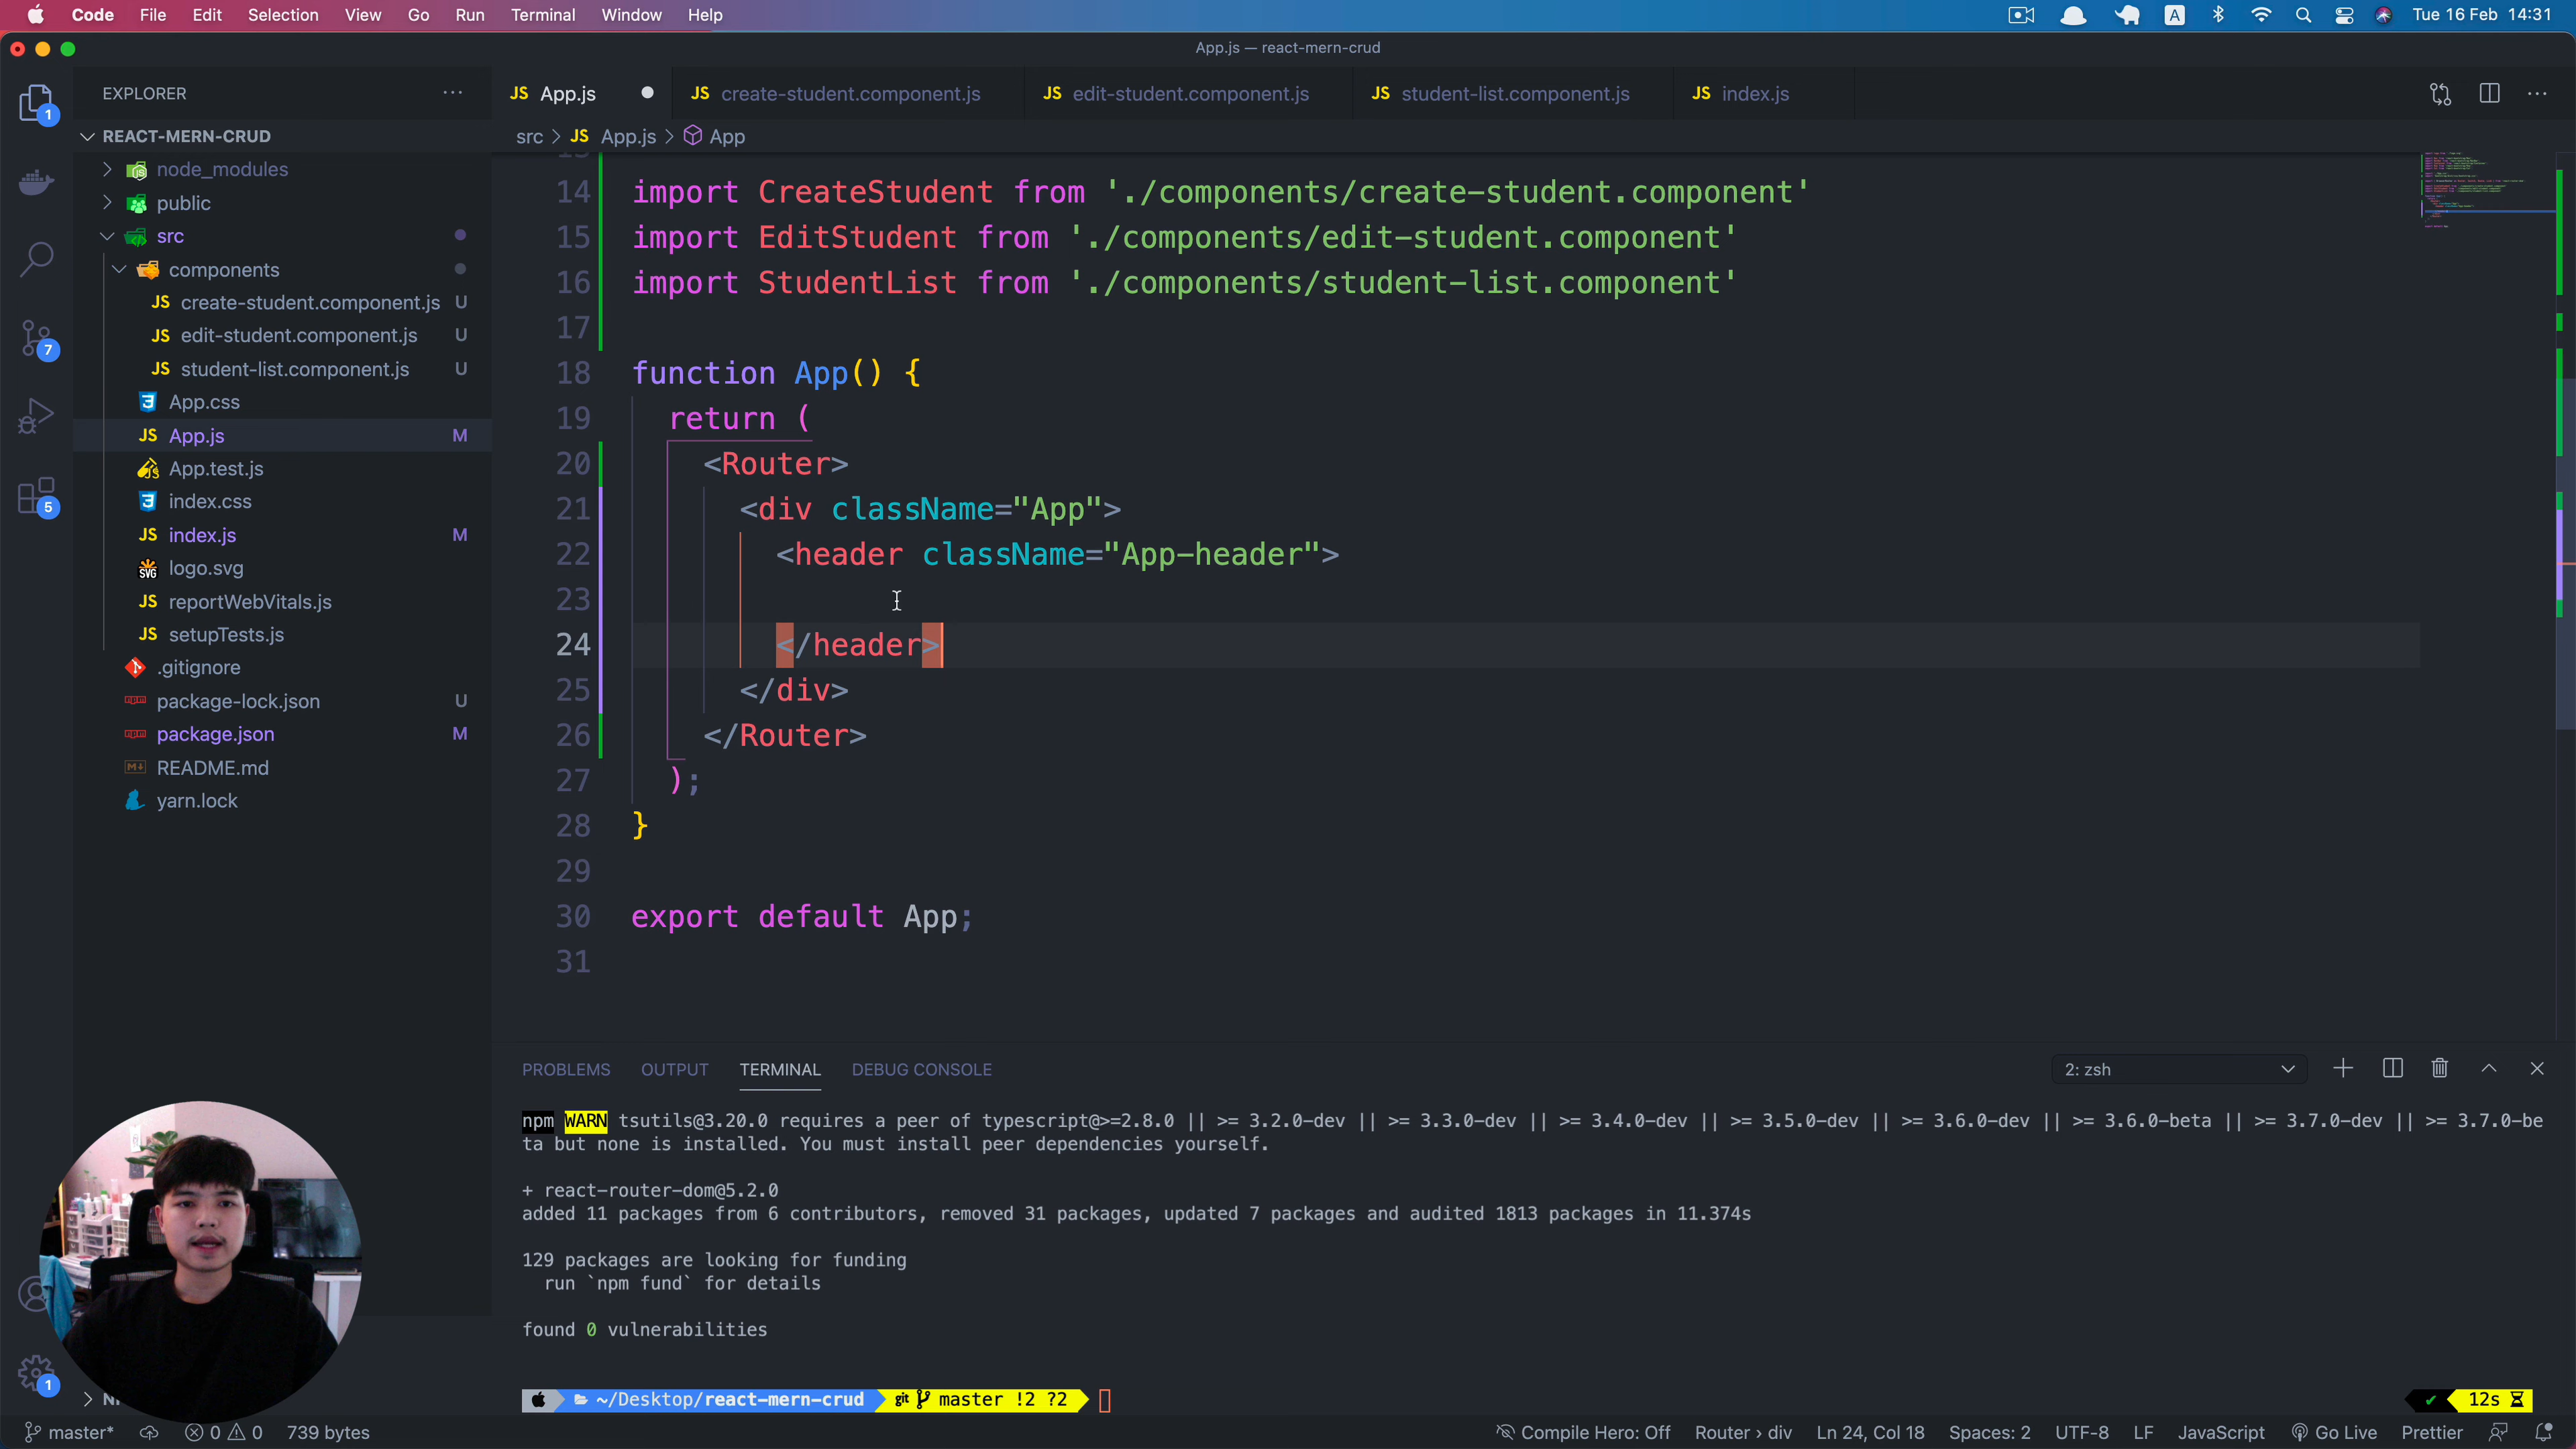 Code File Edit Selection View Go Run Terminal Window Help
A
Tue 16 Feb 14:31
App.js — react-mern-crud
EXPLORER
JS App.js
JS create-student.component.js
JS edit-student.component.js
JS student-list.component.js
JS index.js
1
7
5
1
REACT-MERN-CRUD
node_modules
public
src
components
JS create-student.component.js U
JS edit-student.component.js U
JS student-list.component.js U
App.css
JS App.js M
App.test.js
index.css
JS index.js M
SVG logo.svg
JS reportWebVitals.js
JS setupTests.js
.gitignore
package-lock.json U
package.json M
README.md
yarn.lock
src > JS App.js > App
14 import CreateStudent from './components/create-student.component'
15 import EditStudent from './components/edit-student.component'
16 import StudentList from './components/student-list.component'
17
18 function App() {
19 return (
20 <Router>
21 <div className="App">
22 <header className="App-header">
23
24 </header>
25 </div>
26 </Router>
27 );
28 }
29
30 export default App;
31
PROBLEMS OUTPUT TERMINAL DEBUG CONSOLE
2: zsh
npm WARN tsutils@3.20.0 requires a peer of typescript@>=2.8.0 || >= 3.2.0-dev || >= 3.3.0-dev || >= 3.4.0-dev || >= 3.5.0-dev || >= 3.6.0-dev || >= 3.6.0-beta || >= 3.7.0-dev || >= 3.7.0-be
ta but none is installed. You must install peer dependencies yourself.
+ react-router-dom@5.2.0
added 11 packages from 6 contributors, removed 31 packages, updated 7 packages and audited 1813 packages in 11.374s
129 packages are looking for funding
run `npm fund` for details
found 0 vulnerabilities
~/Desktop/react-mern-crud git master !2 ?2
12s
master* 0 0 739 bytes
Compile Hero: Off Router > div Ln 24, Col 18 Spaces: 2 UTF-8 LF JavaScript Go Live Prettier